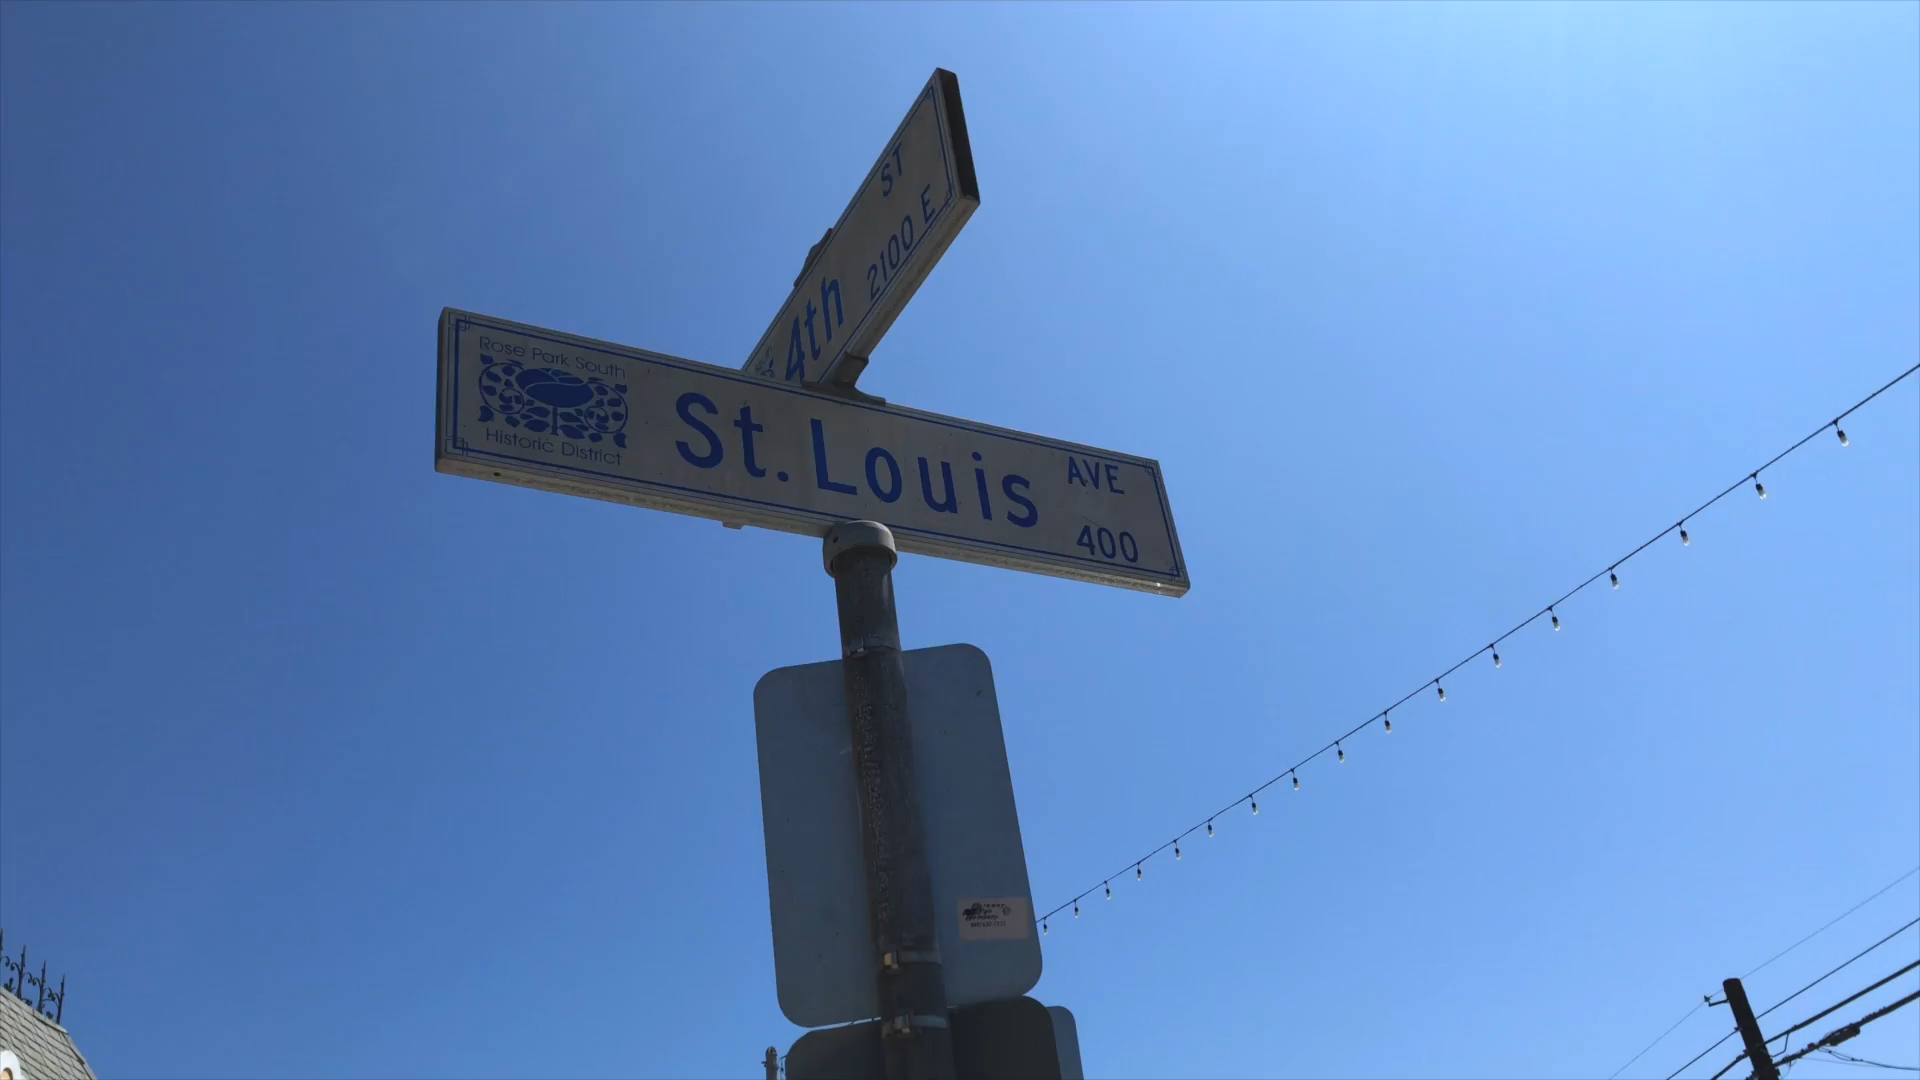 ST
4th 2100 E
Rose Park South
Historic District
St. Louis AVE
400